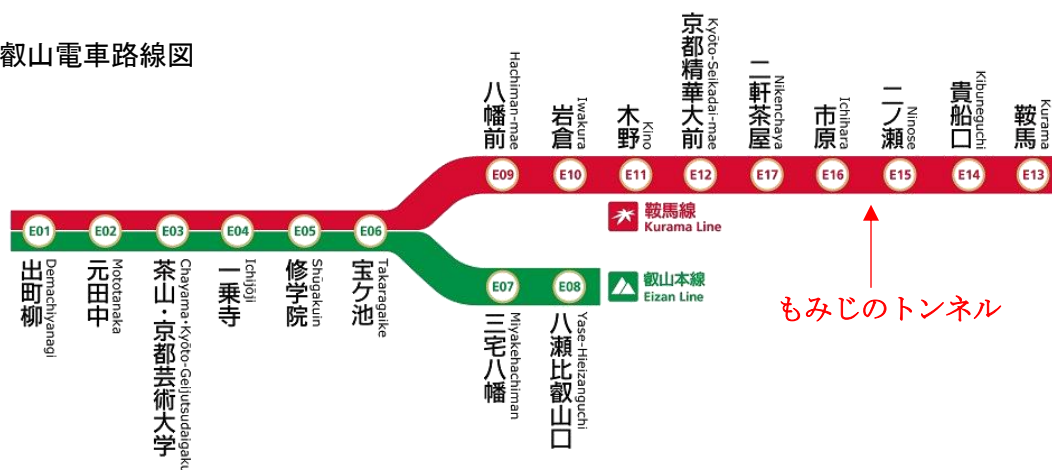 叡山電車路線図
八幡前
Hachiman-mae
岩倉
Iwakura
木野
Kino
京都精華大前
Kyōto-Seikadai-mae
二軒茶屋
Nikenchaya
市原
Ichihara
二ノ瀬
Ninose
貴船口
Kibuneguchi
鞍馬
Kurama
E09
E10
E11
E12
E17
E16
E15
E14
E13
鞍馬線
Kurama Line
E01
E02
E03
E04
E05
E06
出町柳
Demachiyanagi
元田中
Mototanaka
茶山・京都芸術大学
Chayama・Kyōto-Geijutsudaigaku
一乗寺
Ichijōji
修学院
Shūgakuin
宝ケ池
Takaragaike
E07
E08
叡山本線
Eizan Line
三宅八幡
Miyakehachiman
八瀬比叡山口
Yase-Hieizanguchi
もみじのトンネル